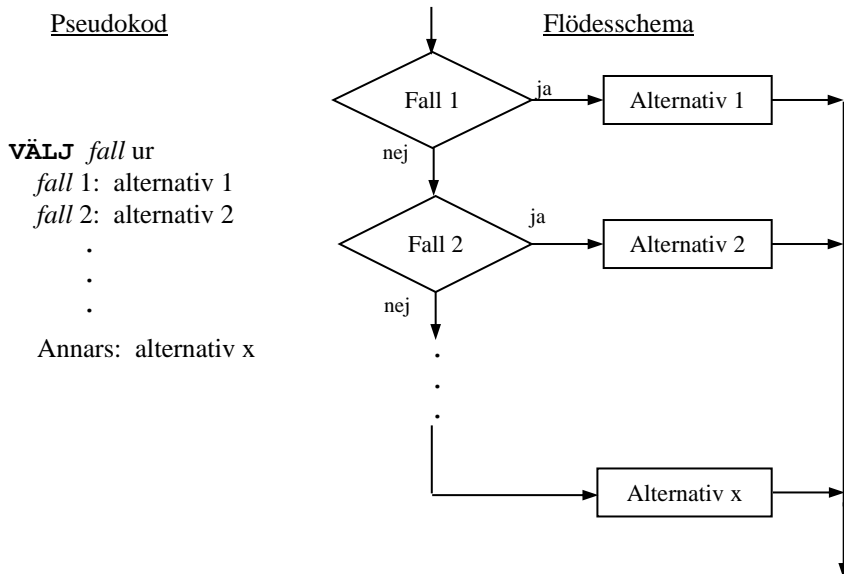 Pseudokod
Flödesschema
VÄLJ fall ur
fall 1: alternativ 1
fall 2: alternativ 2
.
.
.
Annars: alternativ x
Fall 1
ja
Alternativ 1
nej
Fall 2
ja
Alternativ 2
nej
.
.
.
Alternativ x